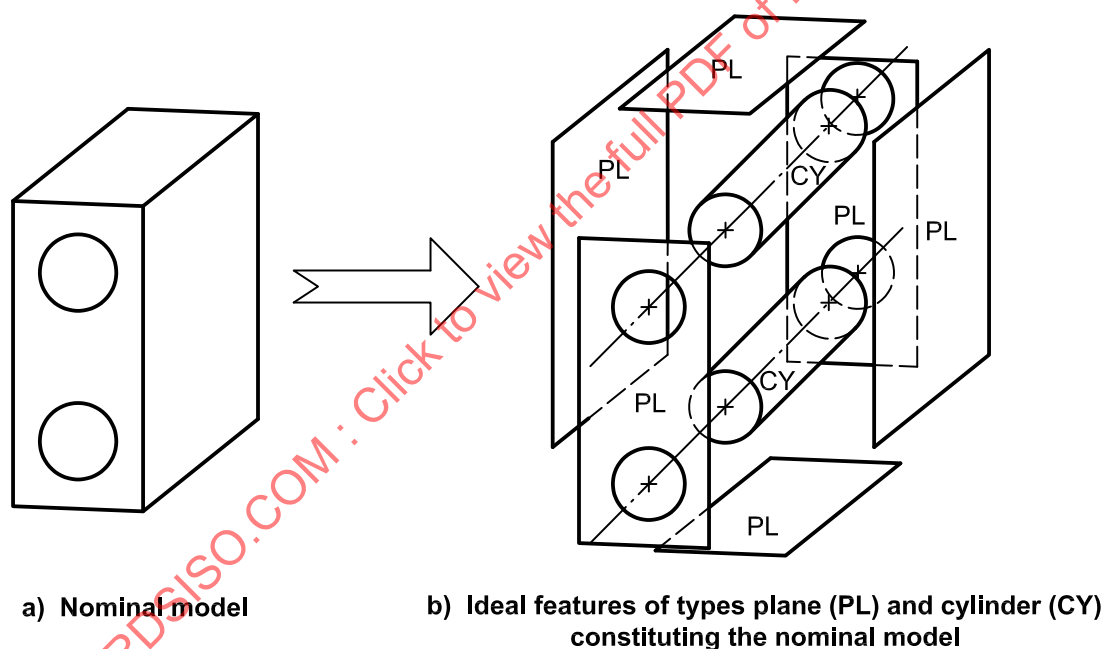 PL
PL
CY
PL
PL
PL
CY
PL
a) Nominal model
b) Ideal features of types plane (PL) and cylinder (CY)
constituting the nominal model
RDSISO.COM : Click to view the full PDF of